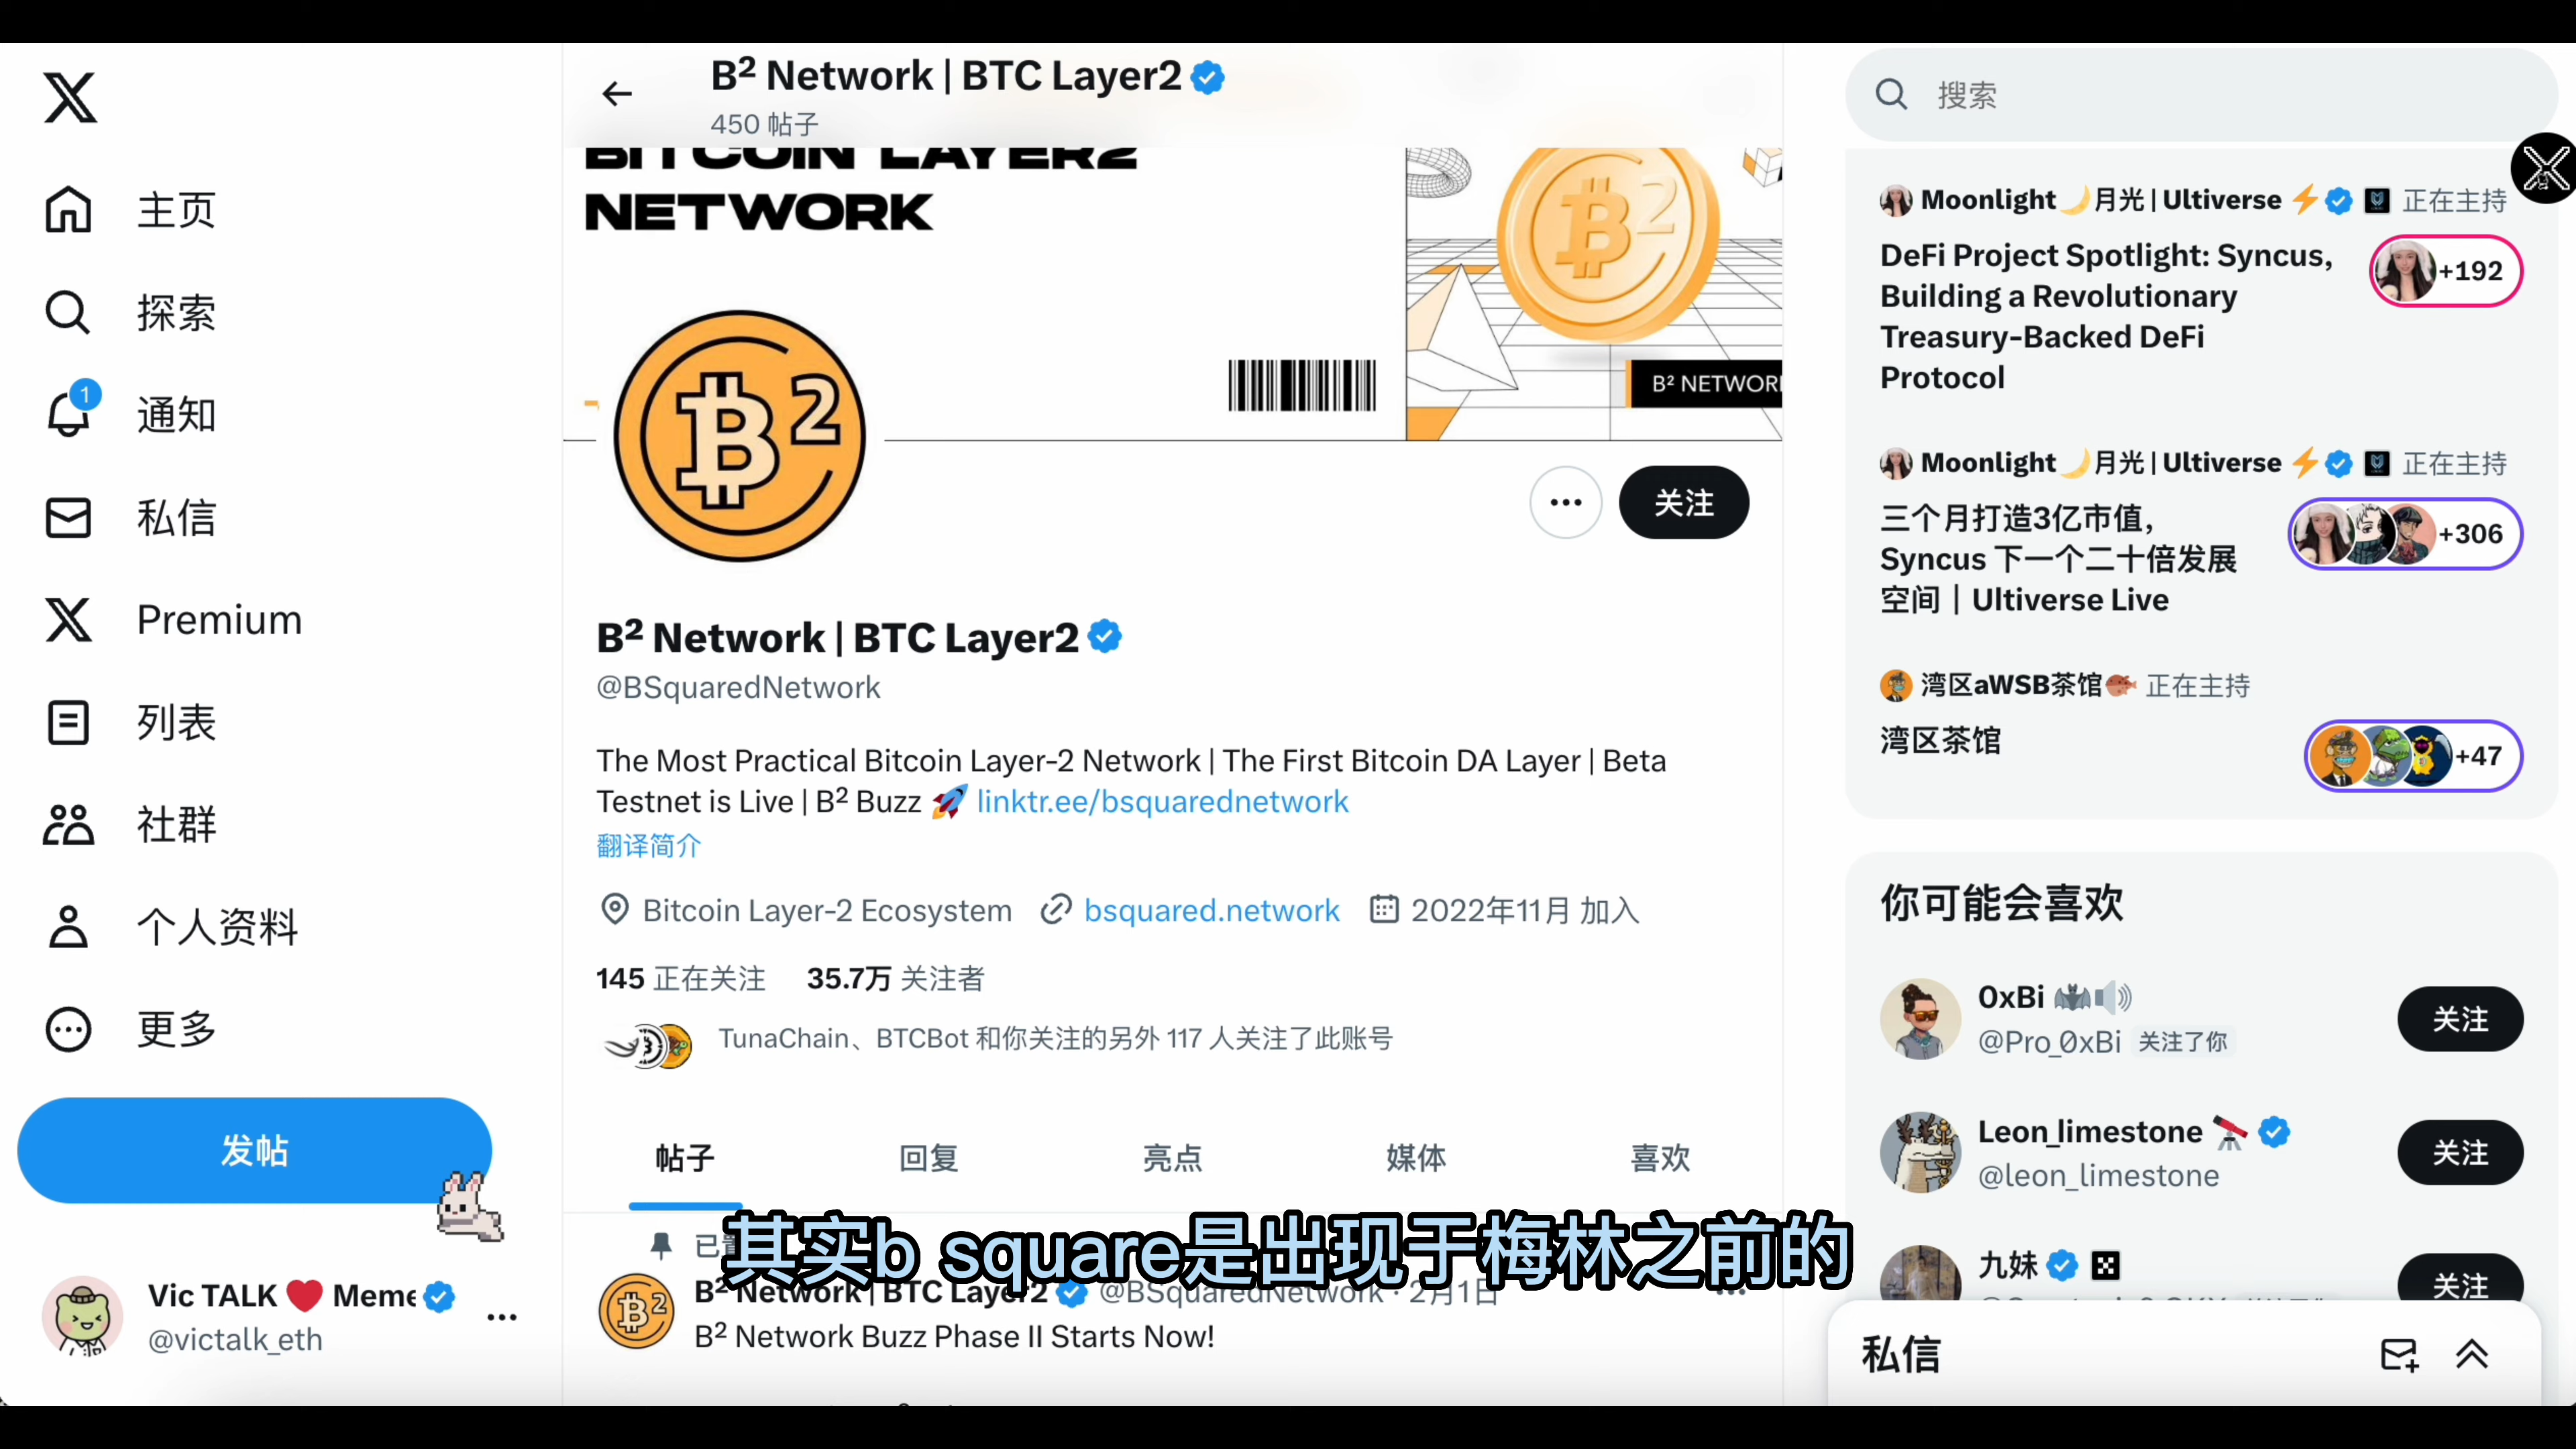 主页
探索
1
通知
私信
Premium
列表
社群
个人资料
更多
发帖
Vic TALK ❤️ Meme
@victalk_eth
B² Network | BTC Layer2
450 帖子
BITCOIN LAYER2
NETWORK
B² NETWORK
关注
B² Network | BTC Layer2
@BSquaredNetwork
The Most Practical Bitcoin Layer-2 Network | The First Bitcoin DA Layer | Beta
Testnet is Live | B² Buzz 🚀 linktr.ee/bsquarednetwork
翻译简介
Bitcoin Layer-2 Ecosystem bsquared.network 2022年11月 加入
145 正在关注 35.7万 关注者
TunaChain、BTCBot 和你关注的另外 117 人关注了此账号
帖子 回复 亮点 媒体 喜欢
其实b square是出现于梅林之前的
B² Network | BTC Layer2 @BSquaredNetwork · 2月1日
B² Network Buzz Phase II Starts Now!
搜索
Moonlight🌙月光 | Ultiverse ⚡ 正在主持
DeFi Project Spotlight: Syncus,
Building a Revolutionary
Treasury-Backed DeFi
Protocol
+192
Moonlight🌙月光 | Ultiverse ⚡ 正在主持
三个月打造3亿市值，
Syncus 下一个二十倍发展
空间｜Ultiverse Live
+306
湾区aWSB茶馆🐡 正在主持
湾区茶馆
+47
你可能会喜欢
0xBi 🦇🔊
@Pro_0xBi 关注了你
关注
Leon_limestone 🔭
@leon_limestone
关注
九妹
关注
私信